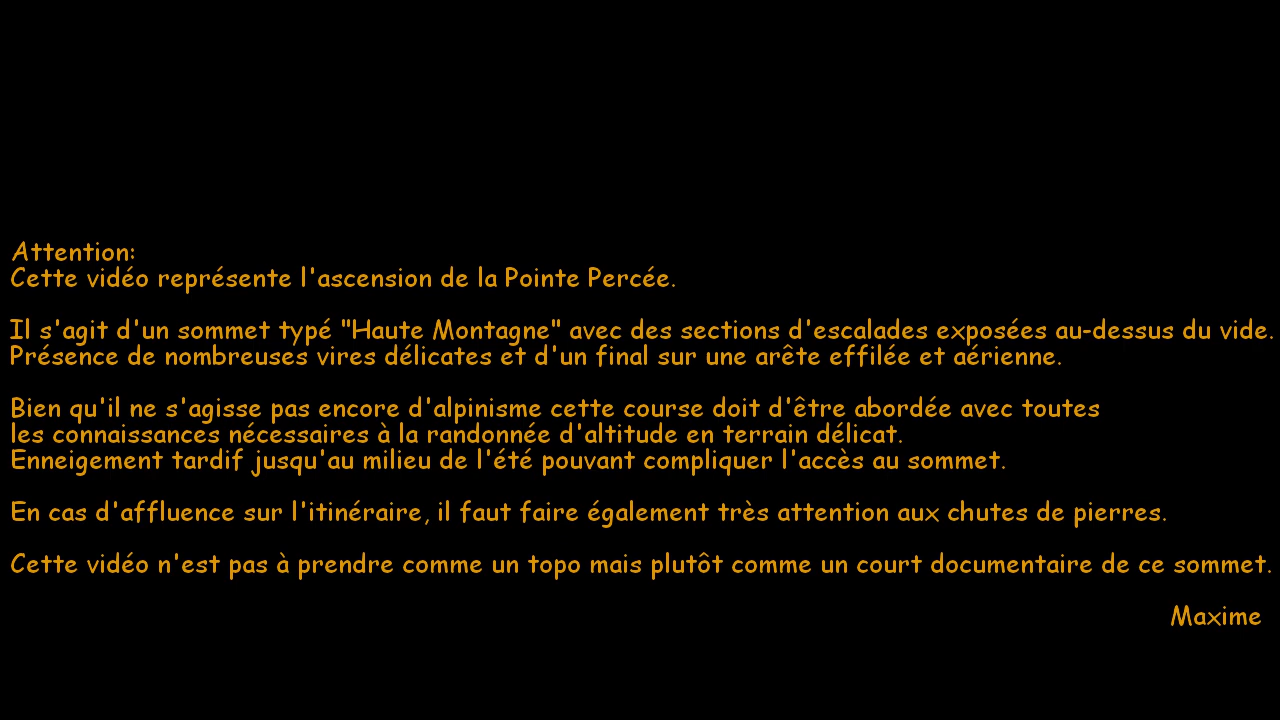 Attention:
Cette vidéo représente l'ascension de la Pointe Percée.
Il s'agit d'un sommet typé "Haute Montagne" avec des sections d'escalades exposées au-dessus du vide.
Présence de nombreuses vires délicates et d'un final sur une arête effilée et aérienne.
Bien qu'il ne s'agisse pas encore d'alpinisme cette course doit d'être abordée avec toutes
les connaissances nécessaires à la randonnée d'altitude en terrain délicat.
Enneigement tardif jusqu'au milieu de l'été pouvant compliquer l'accès au sommet.
En cas d'affluence sur l'itinéraire, il faut faire également très attention aux chutes de pierres.
Cette vidéo n'est pas à prendre comme un topo mais plutôt comme un court documentaire de ce sommet.
Maxime